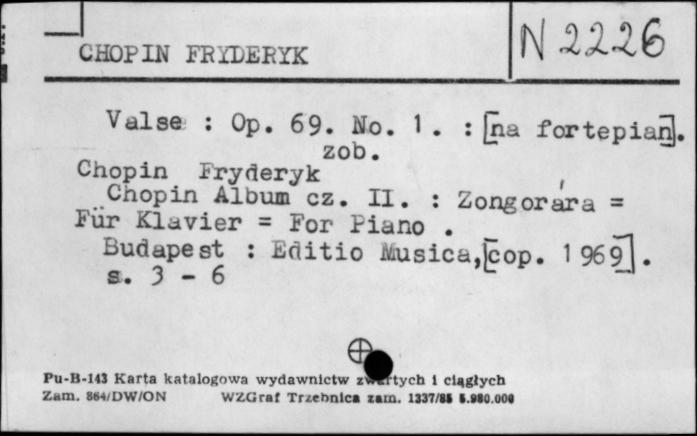 N 2226
CHOPIN FRYDERYK
Valse : Op. 69. No. 1. : [na fortepian].
zob.
Chopin Fryderyk
Chopin Album cz. II. : Zongorára =
Für Klavier = For Piano .
Budapest : Editio Musica,[cop. 1969].
s. 3 - 6
Pu-B-143 Karta katalogowa wydawnictw zwartych i ciągłych
Zam. 864/DW/ON WZGraf Trzebnica zam. 1337/85 5.980.000